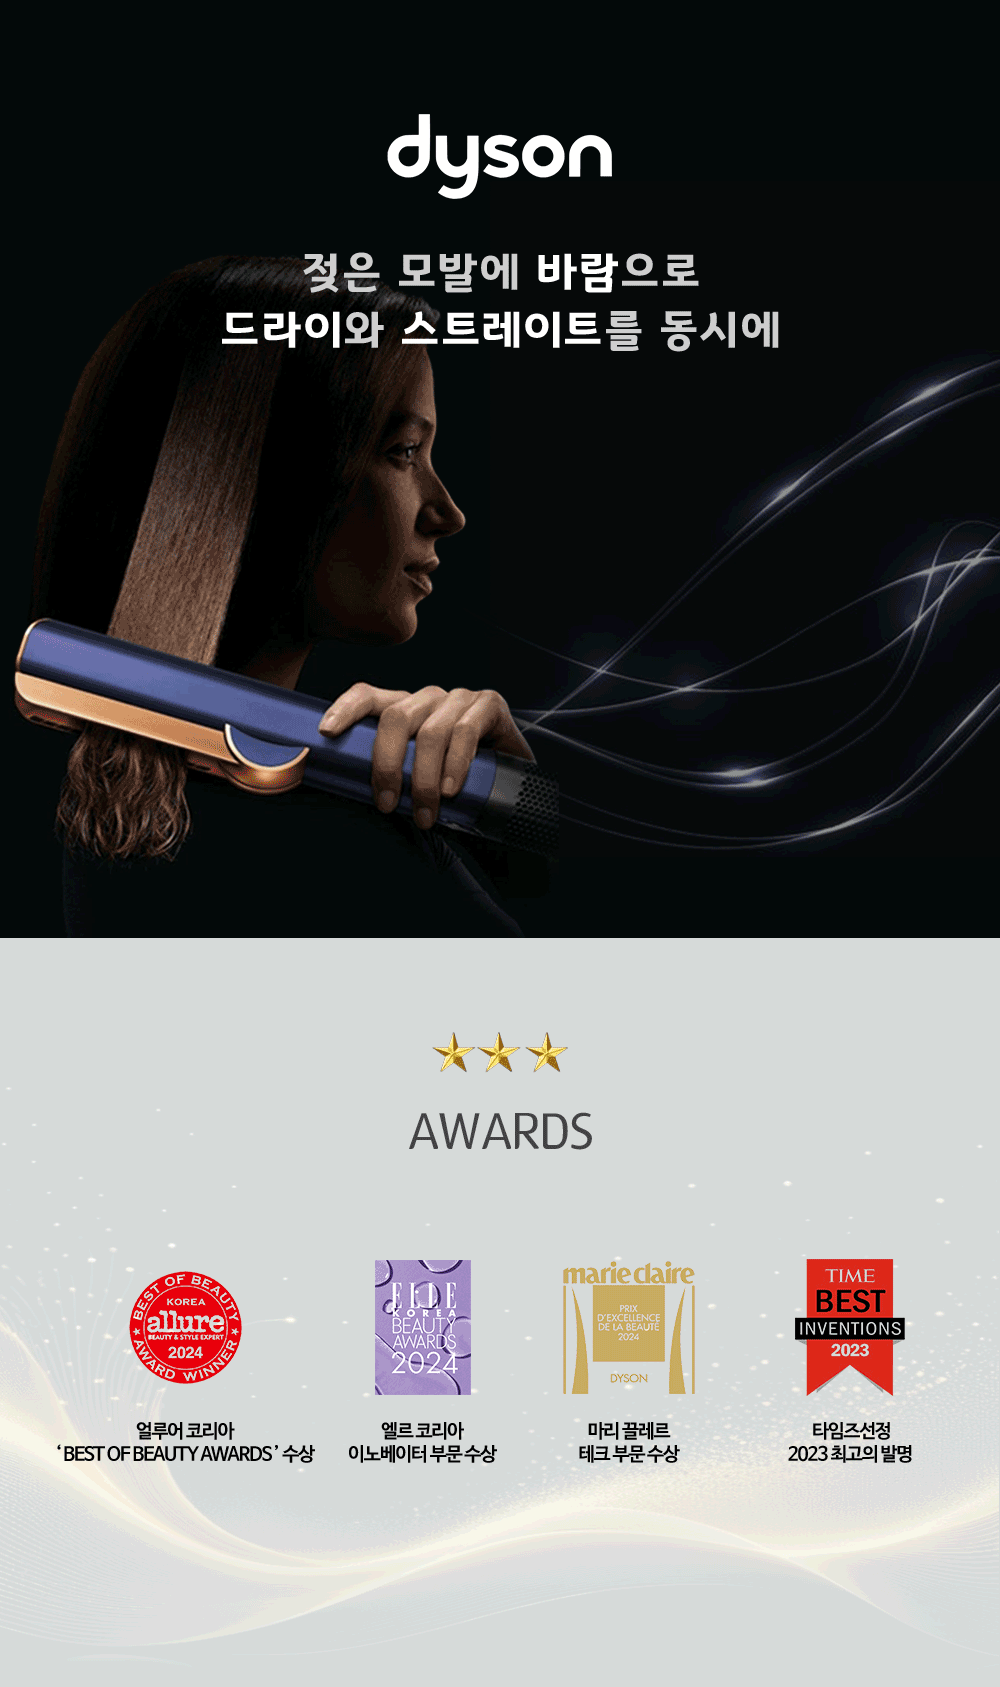 dyson
젖은 모발에 바람으로
드라이와 스트레이트를 동시에
AWARDS
BEST OF BEAUTY
KOREA
allure
BEAUTY & STYLE EXPERT
2024
AWARD WINNER
얼루어 코리아
‘ BEST OF BEAUTY AWARDS ’ 수상
ELLE
KOREA
BEAUTY
AWARDS
2024
엘르 코리아
이노베이터 부문 수상
marie claire
PRIX
D'EXCELLENCE
DE LA BEAUTÉ
2024
DYSON
마리 끌레르
테크 부문 수상
TIME
BEST
INVENTIONS
2023
타임즈선정
2023 최고의 발명